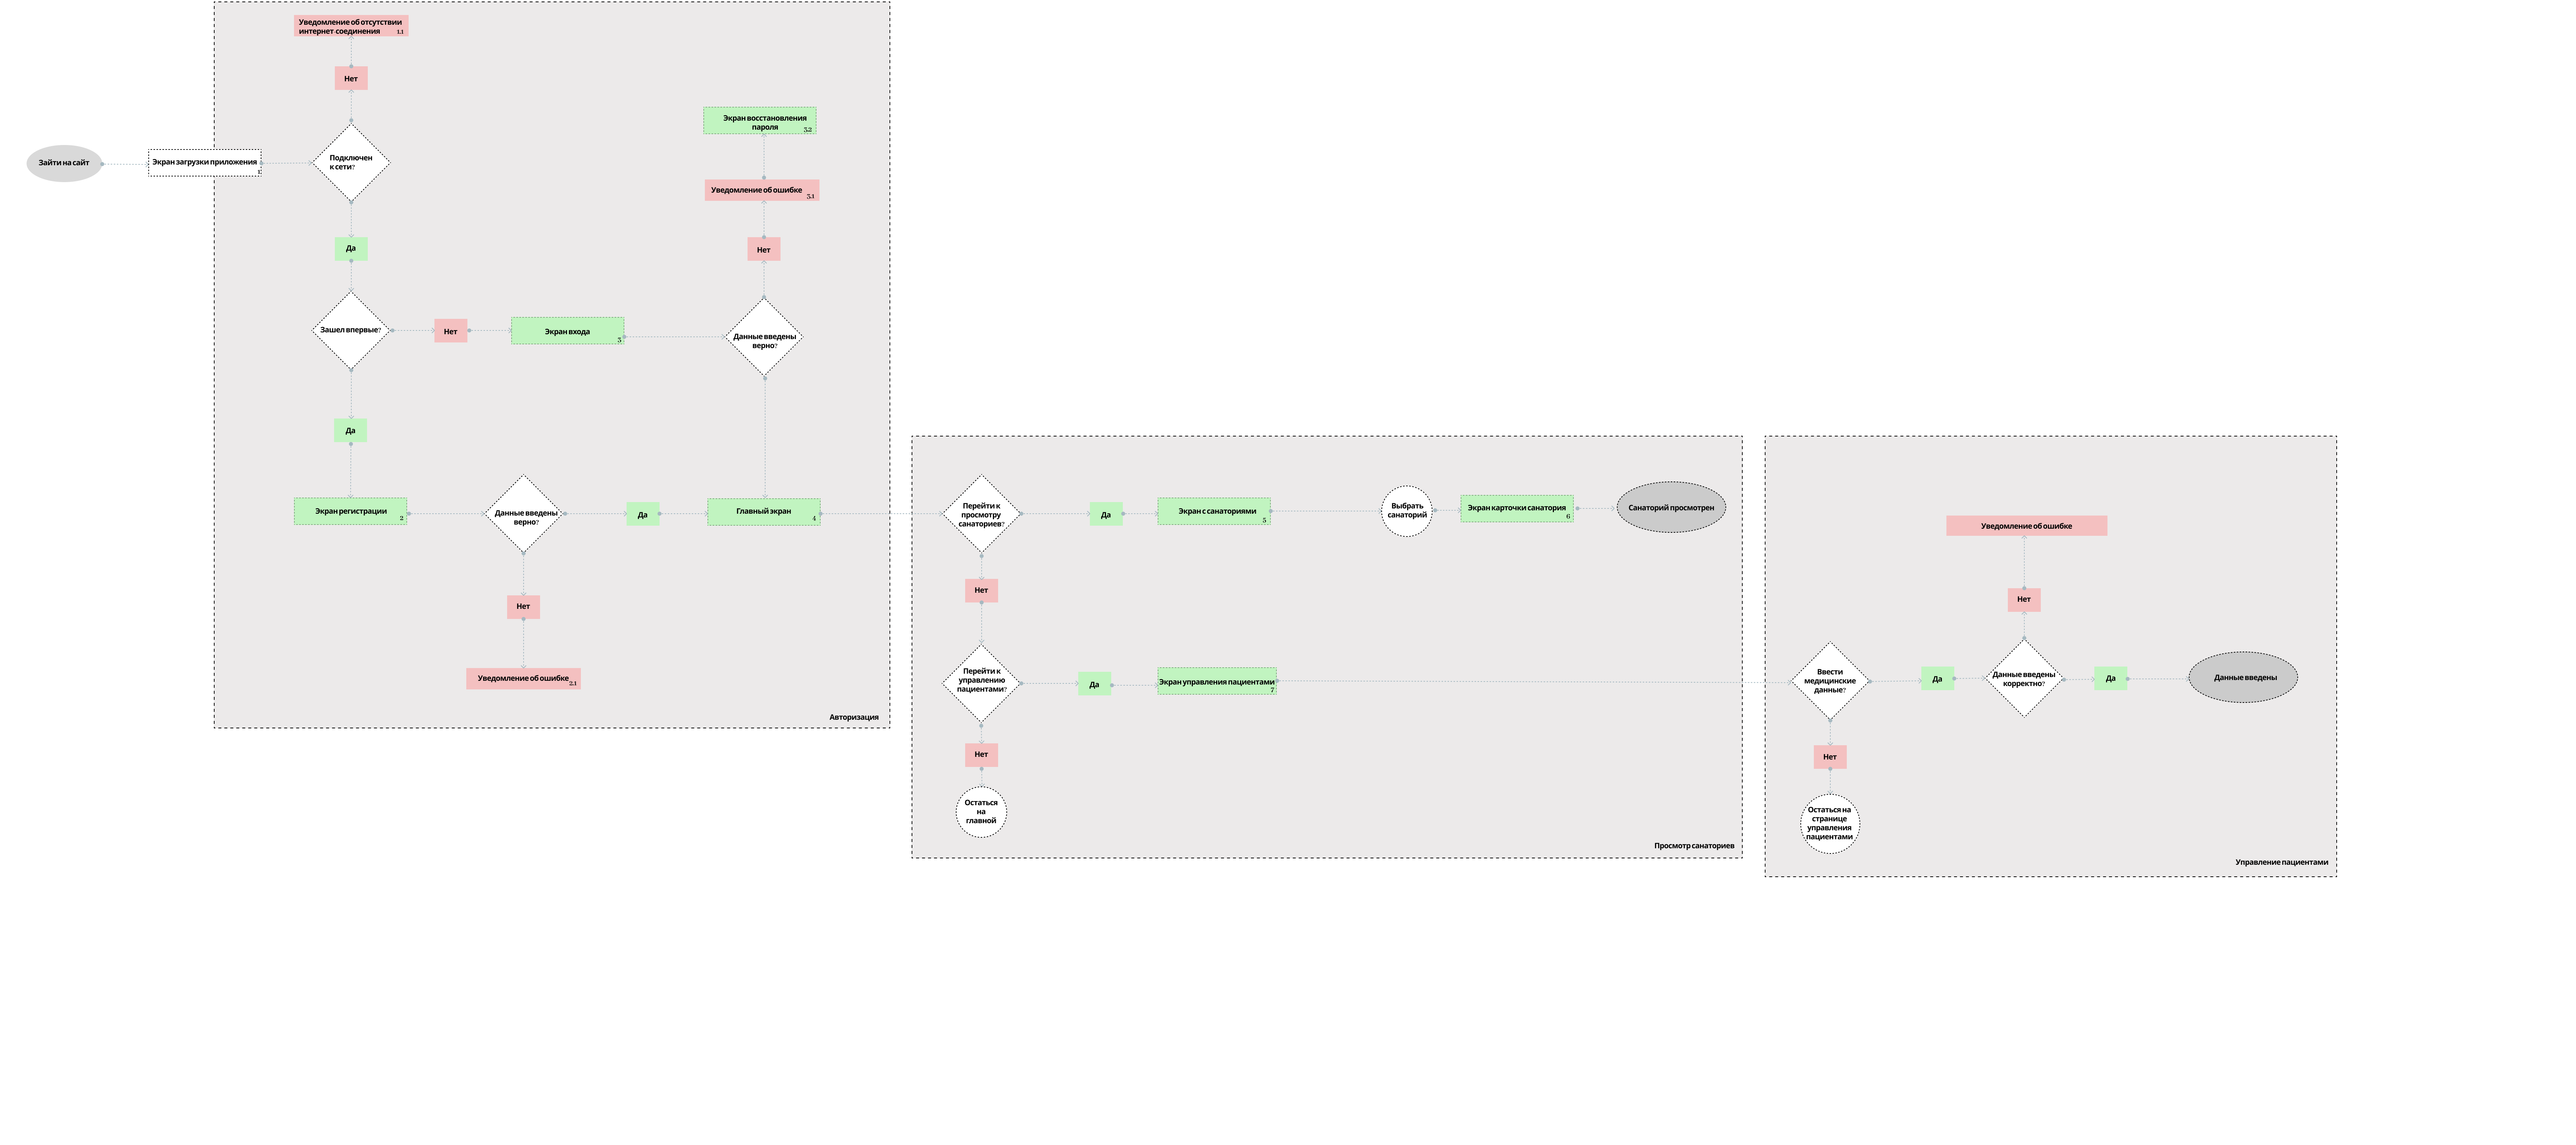 Уведомление об отсутствии
интернет-соединения 1.1
Нет
Экран восстановления
пароля 3.2
Зайти на сайт
Экран загрузки приложения
1.
Подключен
к сети?
Уведомление об ошибке
3.1
Да
Нет
Зашел впервые?
Нет
Экран входа
3
Данные введены
верно?
Да
Экран регистрации
2
Данные введены
верно?
Да
Главный экран
4
Нет
Уведомление об ошибке
2.1
Авторизация
Перейти к
просмотру
санаториев?
Да
Экран с санаториями
5
Выбрать
санаторий
Экран карточки санатория
6
Санаторий просмотрен
Нет
Перейти к
управлению
пациентами?
Да
Экран управления пациентами
7
Нет
Остаться
на
главной
Просмотр санаториев
Уведомление об ошибке
Нет
Ввести
медицинские
данные?
Да
Данные введены
корректно?
Да
Данные введены
Нет
Остаться на
странице
управления
пациентами
Управление пациентами